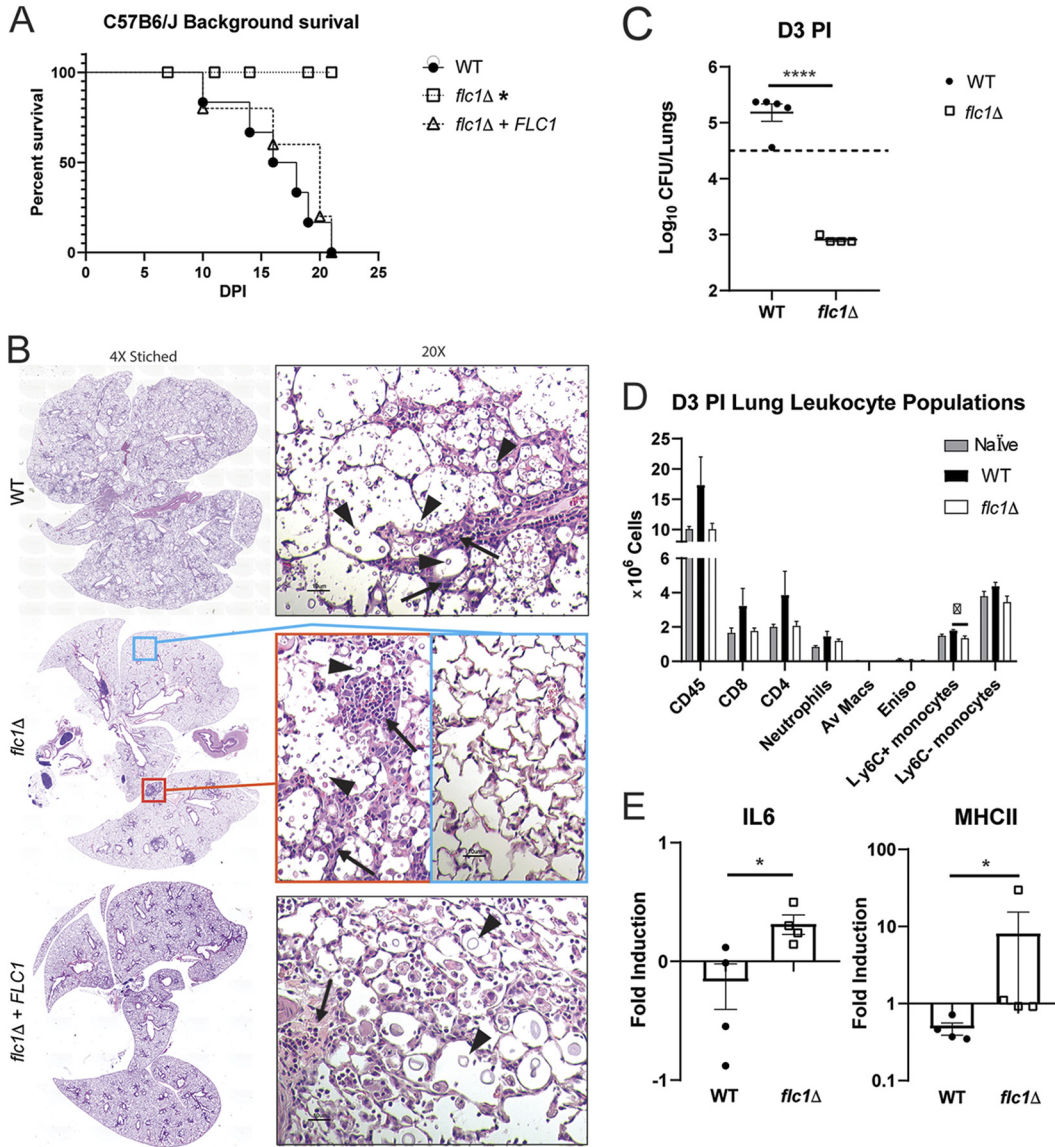 A
C57B6/J Background surival
Percent survival
100
50
0
0 5 10 15 20 25
DPI
WT
flc1Δ *
flc1Δ + FLC1
B
4X Stiched
20X
WT
flc1Δ
flc1Δ + FLC1
C
D3 PI
Log10 CFU/Lungs
6
5
4
3
2
****
WT
flc1Δ
WT
flc1Δ
D
D3 PI Lung Leukocyte Populations
x 10⁶ Cells
25
20
15
10
6
4
2
0
Naïve
WT
flc1Δ
CD45
CD8
CD4
Neutrophils
Av Macs
Eniso
Ly6C+ monocytes
Ly6C- monocytes
E
IL6
Fold Induction
1
0
-1
*
WT
flc1Δ
MHCII
Fold Induction
100
10
1
0.1
*
WT
flc1Δ